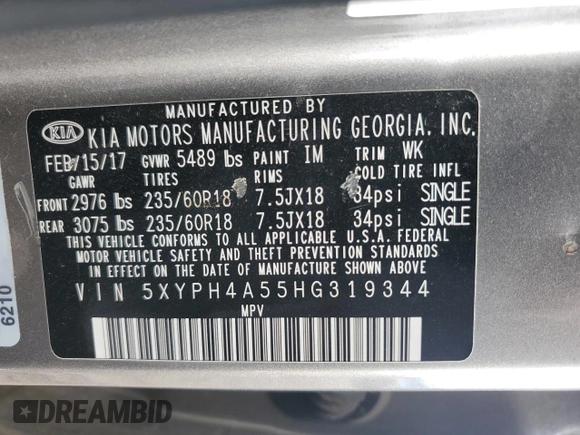 MANUFACTURED BY
KIA KIA MOTORS MANUFACTURING GEORGIA. INC.
FEB/15/17 GVWR 5489 lbs PAINT IM TRIM WK
GAWR TIRES RIMS COLD TIRE INFL
FRONT 2976 lbs 235/60R18 7.5JX18 34psi SINGLE
REAR 3075 lbs 235/60R18 7.5JX18 34psi SINGLE
THIS VEHICLE CONFORMS TO ALL APPLICABLE U.S.A. FEDERAL
MOTOR VEHICLE SAFETY AND THEFT PREVENTION STANDARDS
IN EFFECT ON THE DATE OF MANUFACTURE SHOWN ABOVE.
VIN 5XYPH4A55HG319344
MPV
6210
DREAMBID